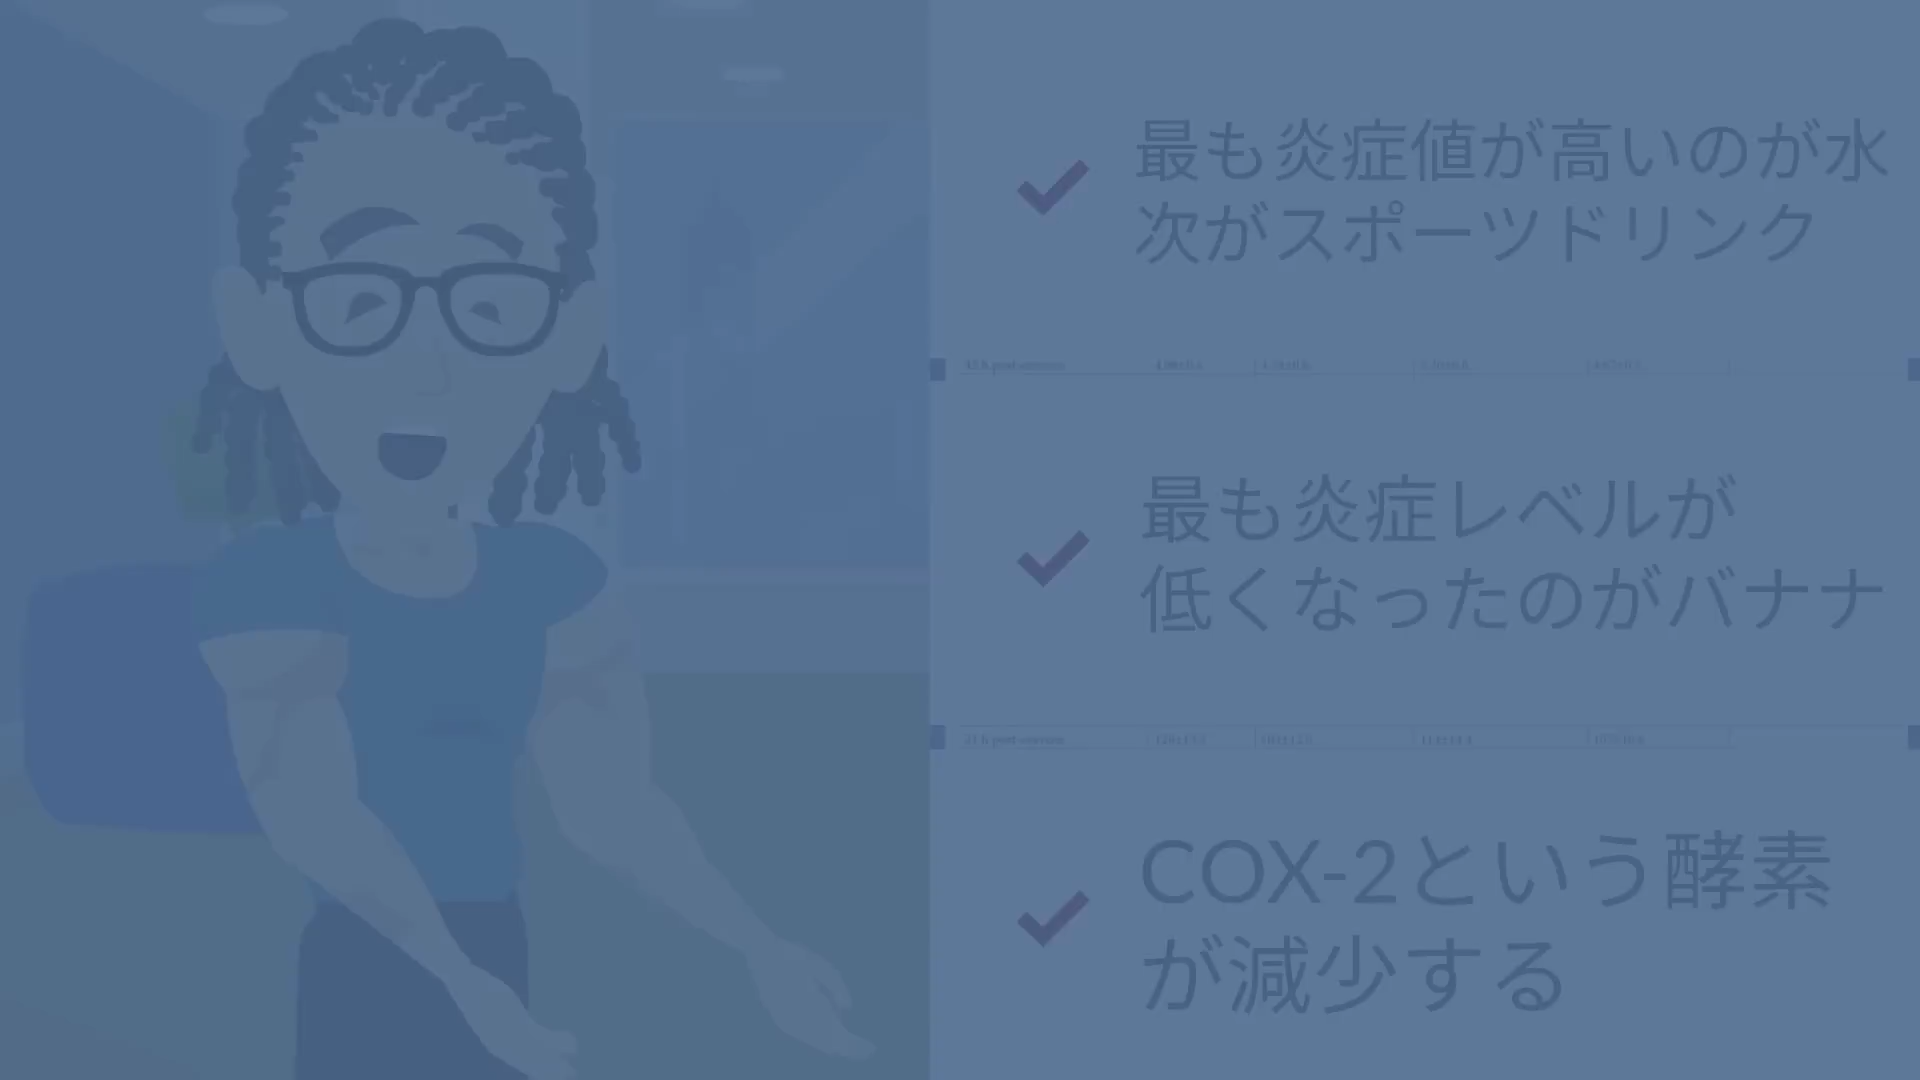 最も炎症値が高いのが水
次がスポーツドリンク
最も炎症レベルが
低くなったのがバナナ
COX-2という酵素
が減少する